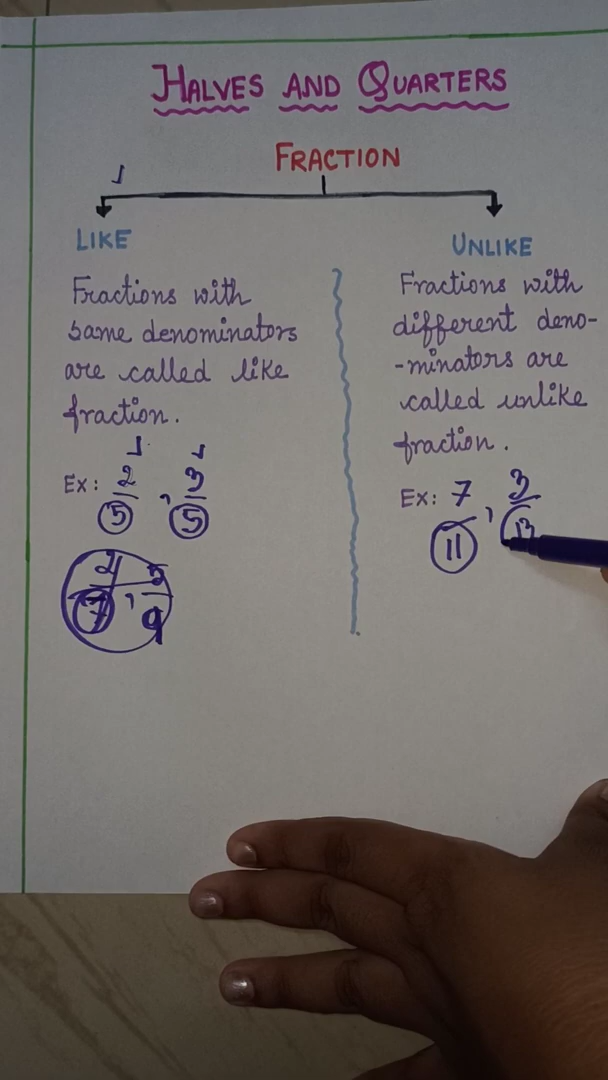 HALVES AND QUARTERS
FRACTION
LIKE
Fractions with
same denominators
are called like
fraction.
Ex: 2/5, 3/5
2/7, 3/9
UNLIKE
Fractions with
different deno-
-minators are
called unlike
fraction.
Ex: 7/11, 3/13